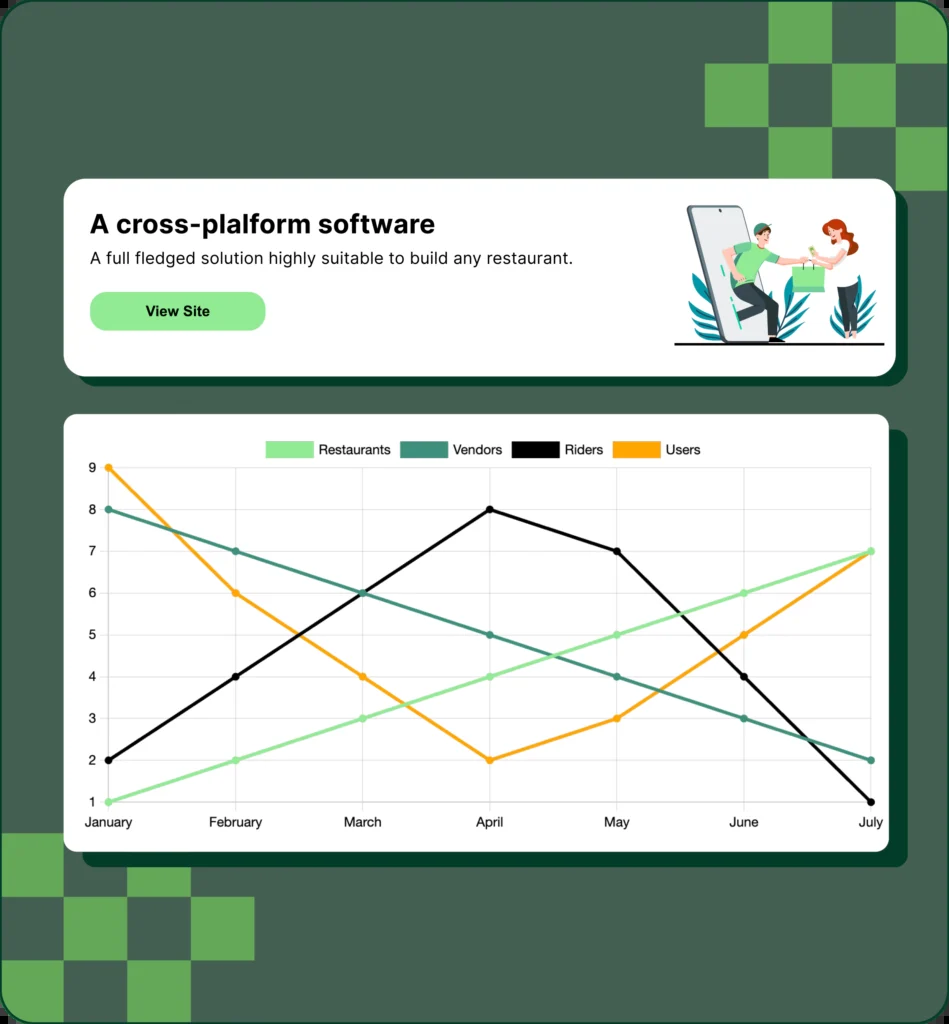 A cross-plalform software
A full fledged solution highly suitable to build any restaurant.
View Site
Restaurants Vendors Riders Users
9
8
7
6
5
4
3
2
1
January February March April May June July